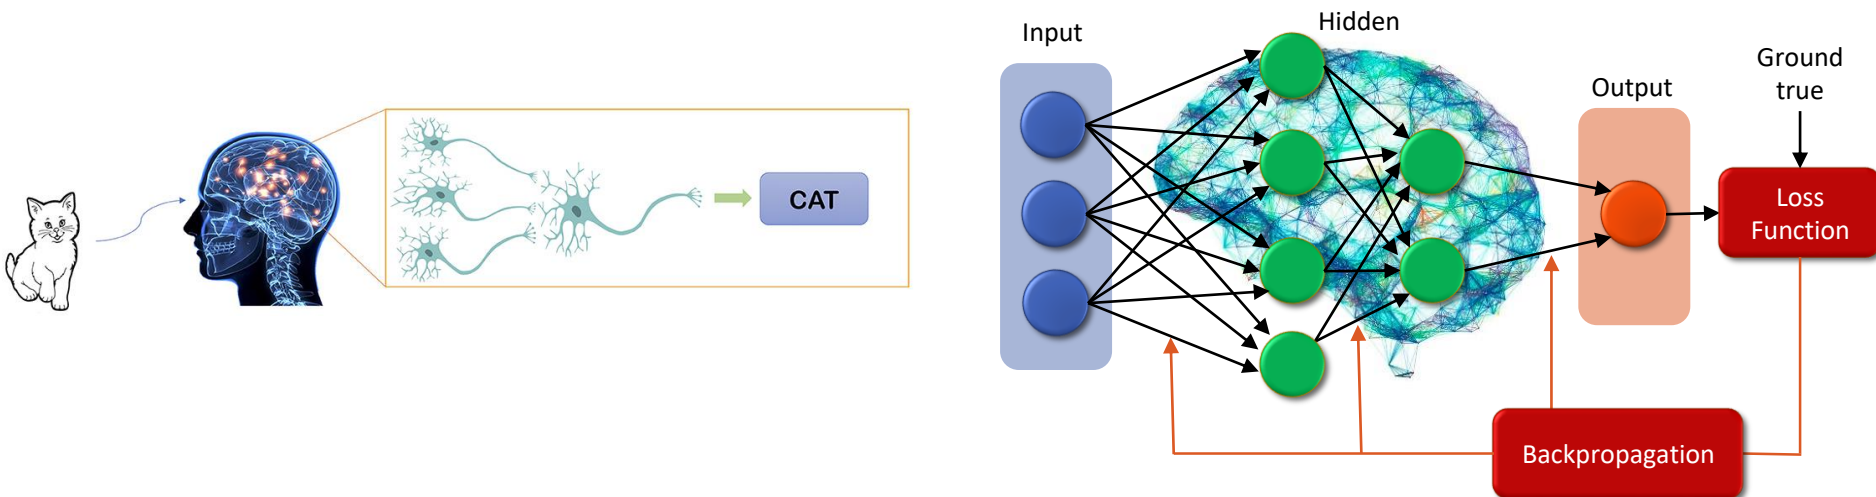 CAT
Input
Hidden
Output
Ground
true
Loss
Function
Backpropagation